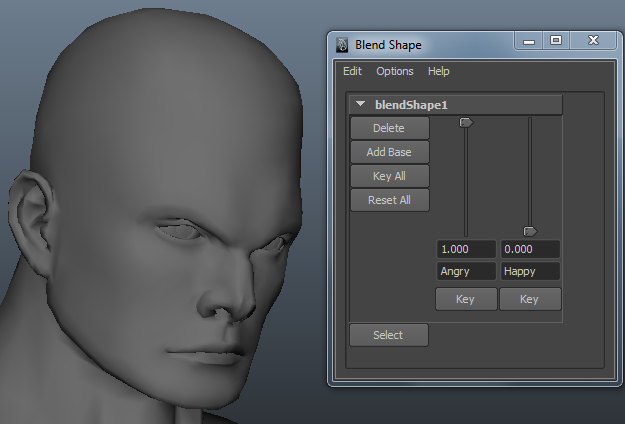 Blend Shape
Edit Options Help
blendShape1
Delete
Add Base
Key All
Reset All
1.000 0.000
Angry Happy
Key Key
Select